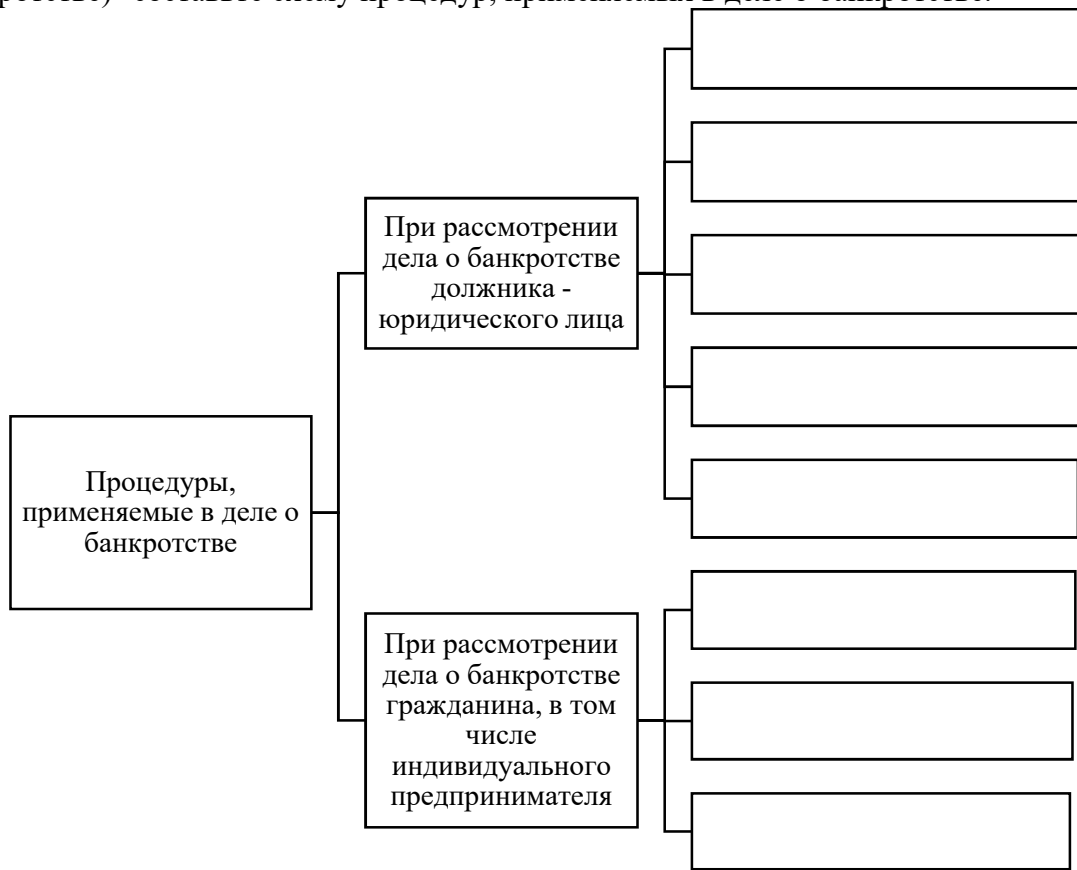 При рассмотрении
дела о банкротстве
должника -
юридического лица
Процедуры,
применяемые в деле о
банкротстве
При рассмотрении
дела о банкротстве
гражданина, в том
числе
индивидуального
предпринимателя